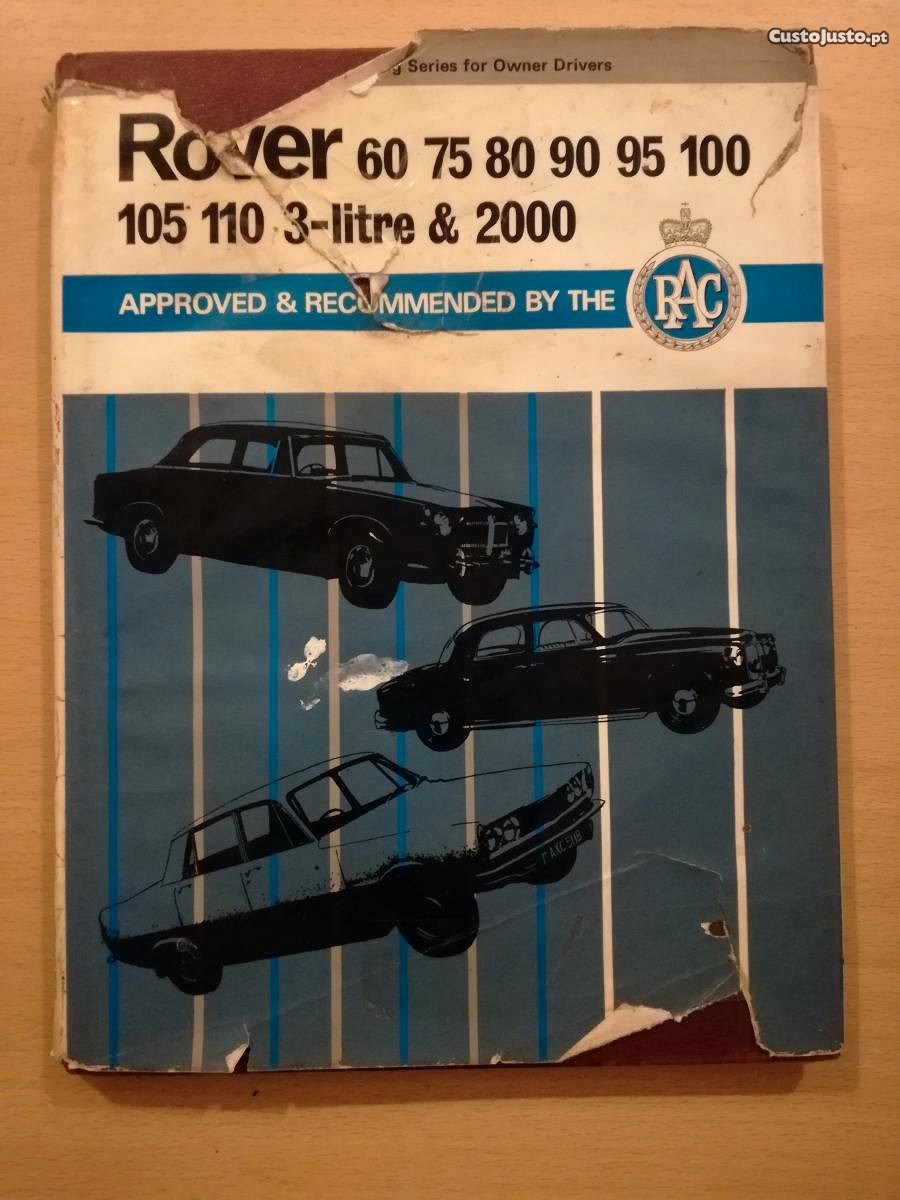 CustoJusto.pt
Series for Owner Drivers
Rover 60 75 80 90 95 100
105 110 3-litre & 2000
APPROVED & RECOMMENDED BY THE
RAC